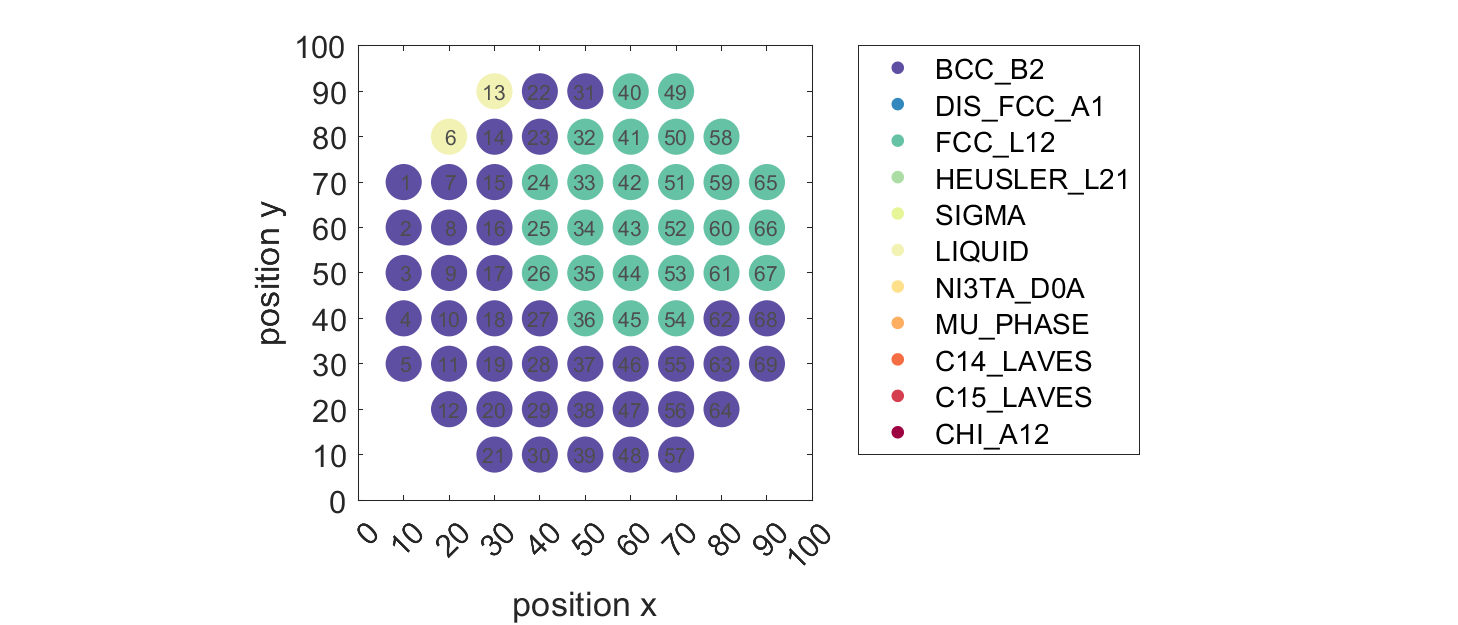 100
90
80
70
60
50
40
30
20
10
0
position y
13 22 31 40 49
6 14 23 32 41 50 58
1 7 15 24 33 42 51 59 65
2 8 16 25 34 43 52 60 66
3 9 17 26 35 44 53 61 67
4 10 18 27 36 45 54 62 68
5 11 19 28 37 46 55 63 69
12 20 29 38 47 56 64
21 30 39 48 57
0 10 20 30 40 50 60 70 80 90 100
position x
BCC_B2
DIS_FCC_A1
FCC_L12
HEUSLER_L21
SIGMA
LIQUID
NI3TA_D0A
MU_PHASE
C14_LAVES
C15_LAVES
CHI_A12